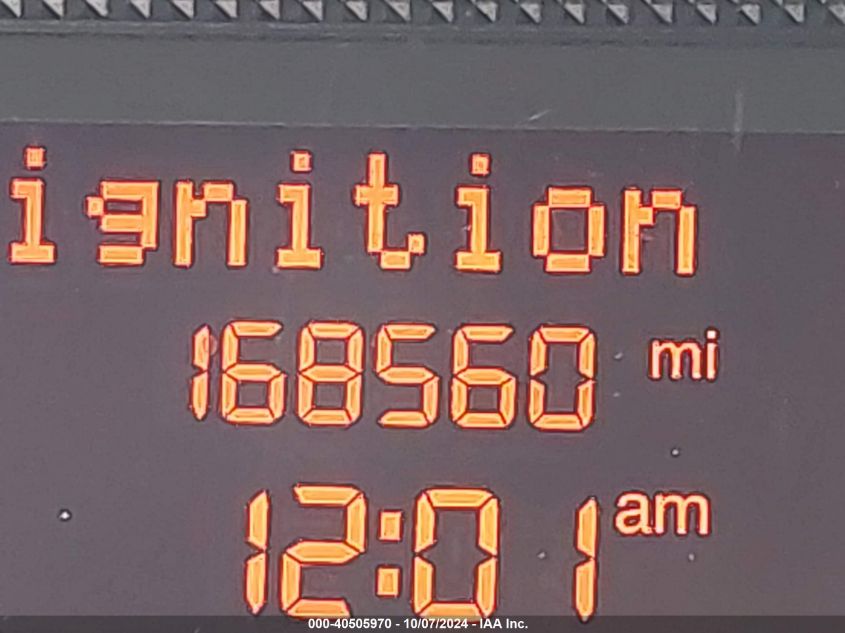 ignition
168560 mi
12:01 am
000-40505970 - 10/07/2024 - IAA Inc.